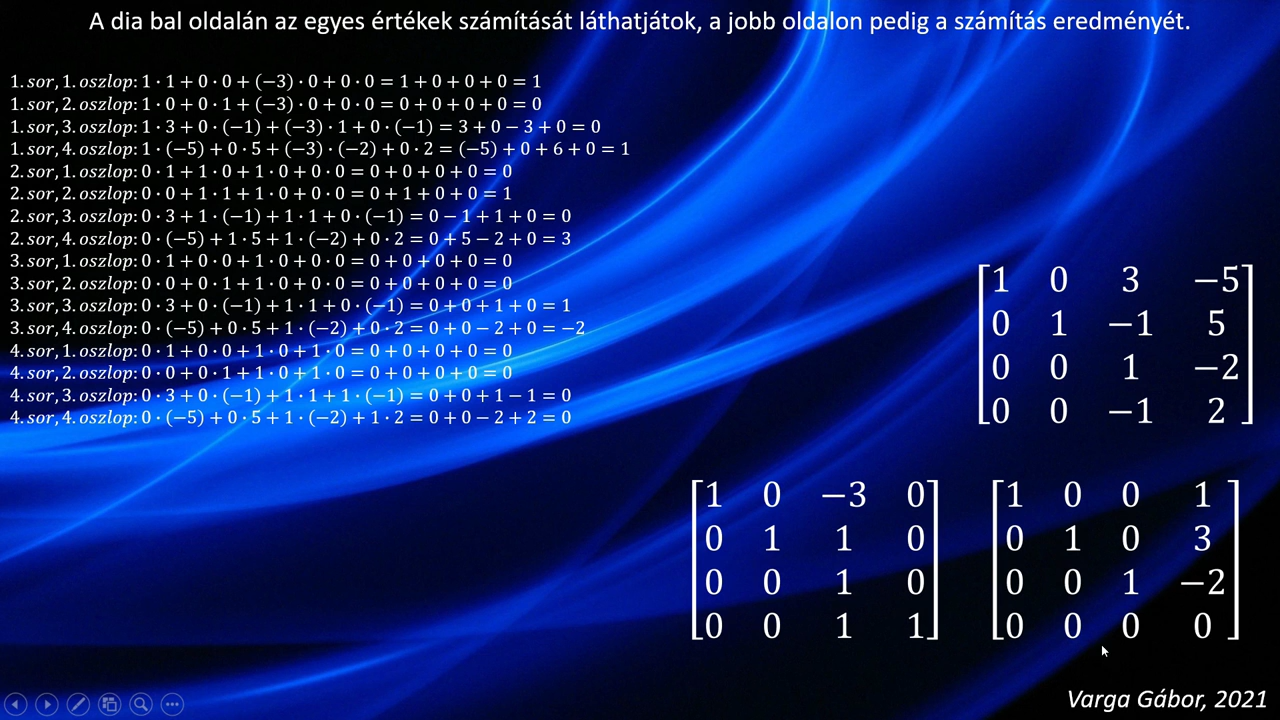 A dia bal oldalán az egyes értékek számítását láthatjátok, a jobb oldalon pedig a számítás eredményét.
1. sor, 1. oszlop: 1 · 1 + 0 · 0 + (−3) · 0 + 0 · 0 = 1 + 0 + 0 + 0 = 1
1. sor, 2. oszlop: 1 · 0 + 0 · 1 + (−3) · 0 + 0 · 0 = 0 + 0 + 0 + 0 = 0
1. sor, 3. oszlop: 1 · 3 + 0 · (−1) + (−3) · 1 + 0 · (−1) = 3 + 0 − 3 + 0 = 0
1. sor, 4. oszlop: 1 · (−5) + 0 · 5 + (−3) · (−2) + 0 · 2 = (−5) + 0 + 6 + 0 = 1
2. sor, 1. oszlop: 0 · 1 + 1 · 0 + 1 · 0 + 0 · 0 = 0 + 0 + 0 + 0 = 0
2. sor, 2. oszlop: 0 · 0 + 1 · 1 + 1 · 0 + 0 · 0 = 0 + 1 + 0 + 0 = 1
2. sor, 3. oszlop: 0 · 3 + 1 · (−1) + 1 · 1 + 0 · (−1) = 0 − 1 + 1 + 0 = 0
2. sor, 4. oszlop: 0 · (−5) + 1 · 5 + 1 · (−2) + 0 · 2 = 0 + 5 − 2 + 0 = 3
3. sor, 1. oszlop: 0 · 1 + 0 · 0 + 1 · 0 + 0 · 0 = 0 + 0 + 0 + 0 = 0
3. sor, 2. oszlop: 0 · 0 + 0 · 1 + 1 · 0 + 0 · 0 = 0 + 0 + 0 + 0 = 0
3. sor, 3. oszlop: 0 · 3 + 0 · (−1) + 1 · 1 + 0 · (−1) = 0 + 0 + 1 + 0 = 1
3. sor, 4. oszlop: 0 · (−5) + 0 · 5 + 1 · (−2) + 0 · 2 = 0 + 0 − 2 + 0 = −2
4. sor, 1. oszlop: 0 · 1 + 0 · 0 + 1 · 0 + 1 · 0 = 0 + 0 + 0 + 0 = 0
4. sor, 2. oszlop: 0 · 0 + 0 · 1 + 1 · 0 + 1 · 0 = 0 + 0 + 0 + 0 = 0
4. sor, 3. oszlop: 0 · 3 + 0 · (−1) + 1 · 1 + 1 · (−1) = 0 + 0 + 1 − 1 = 0
4. sor, 4. oszlop: 0 · (−5) + 0 · 5 + 1 · (−2) + 1 · 2 = 0 + 0 − 2 + 2 = 0
1 0 3 −5
0 1 −1 5
0 0 1 −2
0 0 −1 2
1 0 −3 0
0 1 1 0
0 0 1 0
0 0 1 1
1 0 0 1
0 1 0 3
0 0 1 −2
0 0 0 0
Varga Gábor, 2021